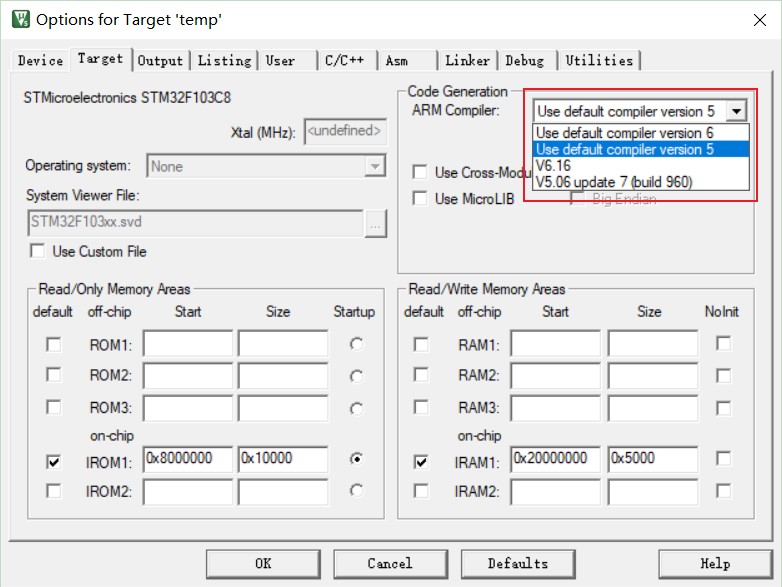 Options for Target 'temp'
Device Target Output Listing User C/C++ Asm Linker Debug Utilities
STMicroelectronics STM32F103C8
Xtal (MHz): <undefined>
Operating system: None
System Viewer File:
STM32F103xx.svd ...
Use Custom File
Code Generation
ARM Compiler: Use default compiler version 5
Use default compiler version 6
Use default compiler version 5
V6.16
V5.06 update 7 (build 960)
Use Cross-Modu
Use MicroLIB Big Endian
Read/Only Memory Areas
default off-chip Start Size Startup
ROM1:
ROM2:
ROM3:
on-chip
IROM1: 0x8000000 0x10000
IROM2:
Read/Write Memory Areas
default off-chip Start Size NoInit
RAM1:
RAM2:
RAM3:
on-chip
IRAM1: 0x20000000 0x5000
IRAM2:
OK Cancel Defaults Help